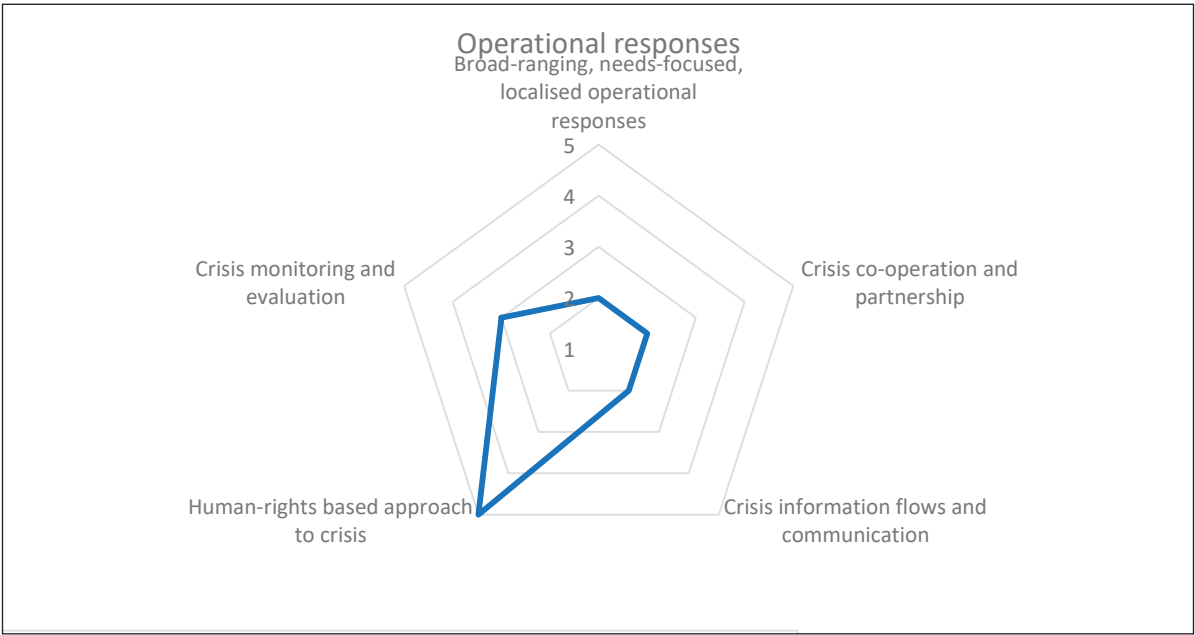 Operational responses
Broad-ranging, needs-focused,
localised operational
responses
5
4
3
2
1
Crisis monitoring and
evaluation
Crisis co-operation and
partnership
Human-rights based approach
to crisis
Crisis information flows and
communication